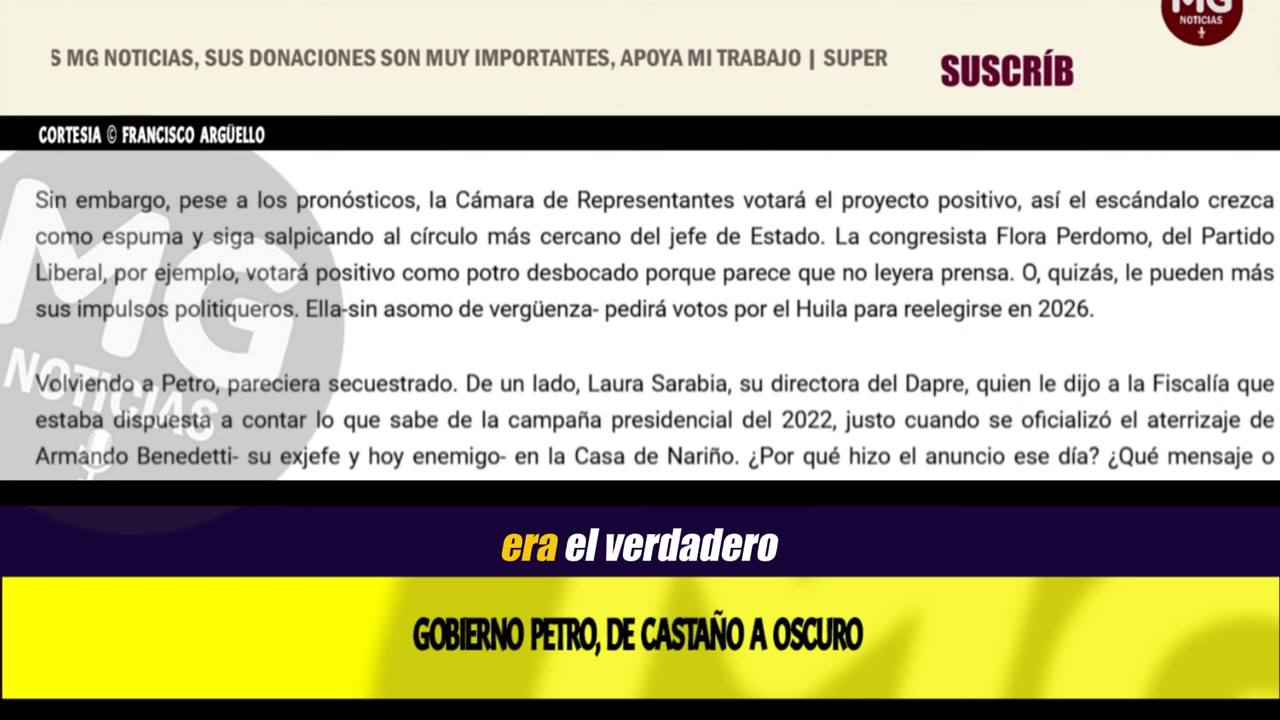 MG
NOTICIAS
S MG NOTICIAS, SUS DONACIONES SON MUY IMPORTANTES, APOYA MI TRABAJO | SUPER
SUSCRÍB
CORTESIA © FRANCISCO ARGÜELLO
Sin embargo, pese a los pronósticos, la Cámara de Representantes votará el proyecto positivo, así el escándalo crezca
como espuma y siga salpicando al círculo más cercano del jefe de Estado. La congresista Flora Perdomo, del Partido
Liberal, por ejemplo, votará positivo como potro desbocado porque parece que no leyera prensa. O, quizás, le pueden más
sus impulsos politiqueros. Ella-sin asomo de vergüenza- pedirá votos por el Huila para reelegirse en 2026.
Volviendo a Petro, pareciera secuestrado. De un lado, Laura Sarabia, su directora del Dapre, quien le dijo a la Fiscalía que
estaba dispuesta a contar lo que sabe de la campaña presidencial del 2022, justo cuando se oficializó el aterrizaje de
Armando Benedetti- su exjefe y hoy enemigo- en la Casa de Nariño. ¿Por qué hizo el anuncio ese día? ¿Qué mensaje o
MG
NOTICIAS
era el verdadero
GOBIERNO PETRO, DE CASTAÑO A OSCURO